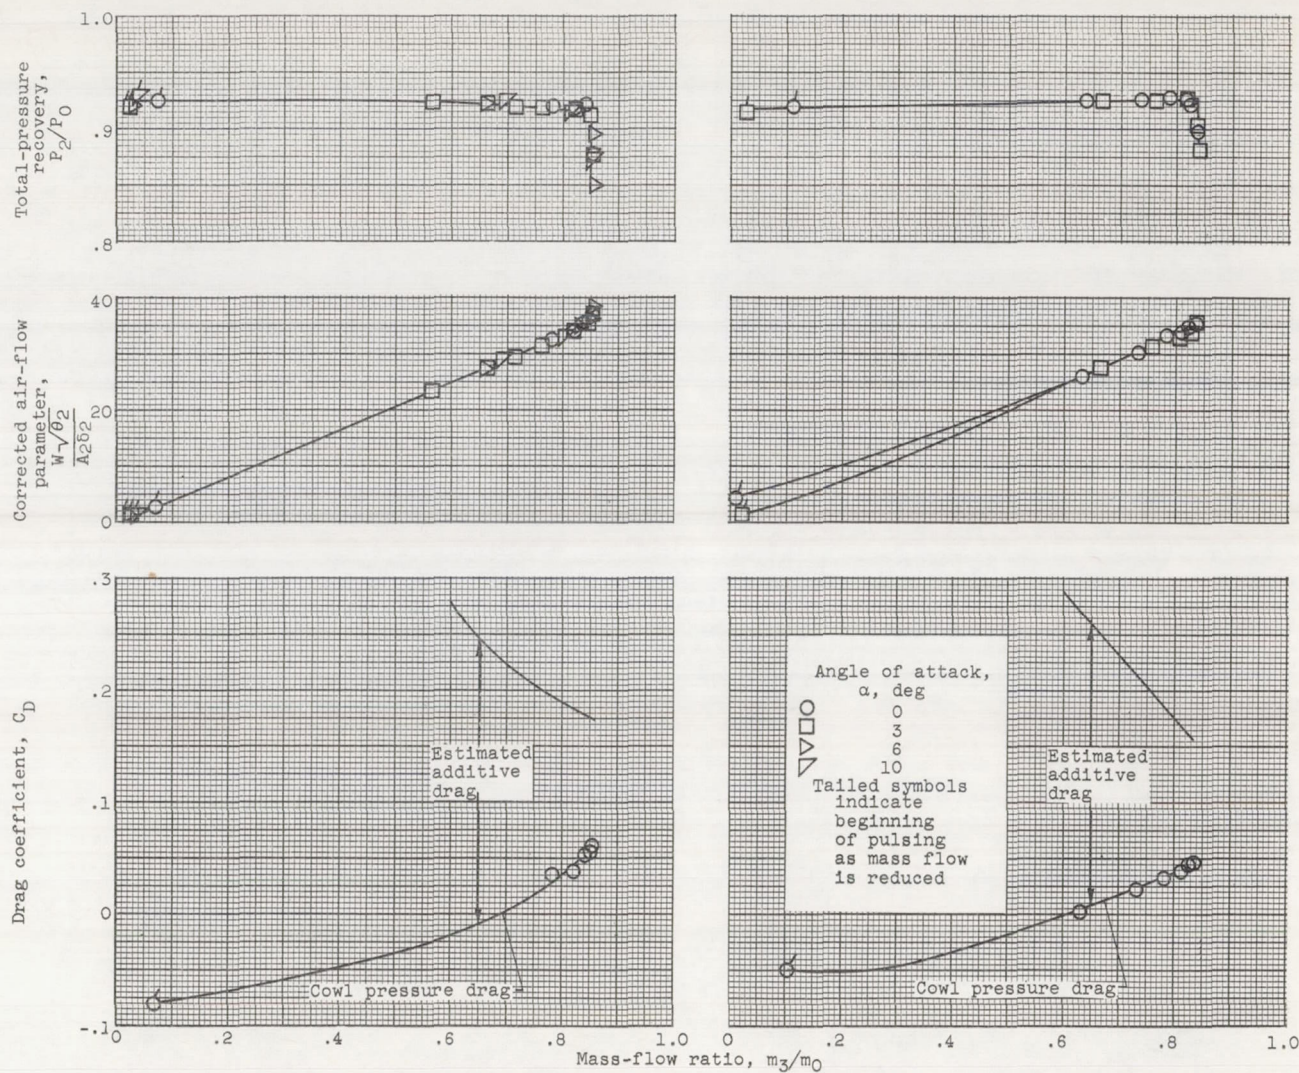 Total-pressure
recovery,
P2/P0
1.0
.9
.8
Corrected air-flow
parameter,
W√θ2
A2δ2
40
20
0
Drag coefficient, CD
.3
.2
.1
0
-.1
Estimated
additive
drag
Cowl pressure drag
0
.2
.4
.6
.8
1.0
Angle of attack,
α, deg
0
3
6
10
Tailed symbols
indicate
beginning
of pulsing
as mass flow
is reduced
Estimated
additive
drag
Cowl pressure drag
0
.2
.4
.6
.8
1.0
Mass-flow ratio, m3/m0